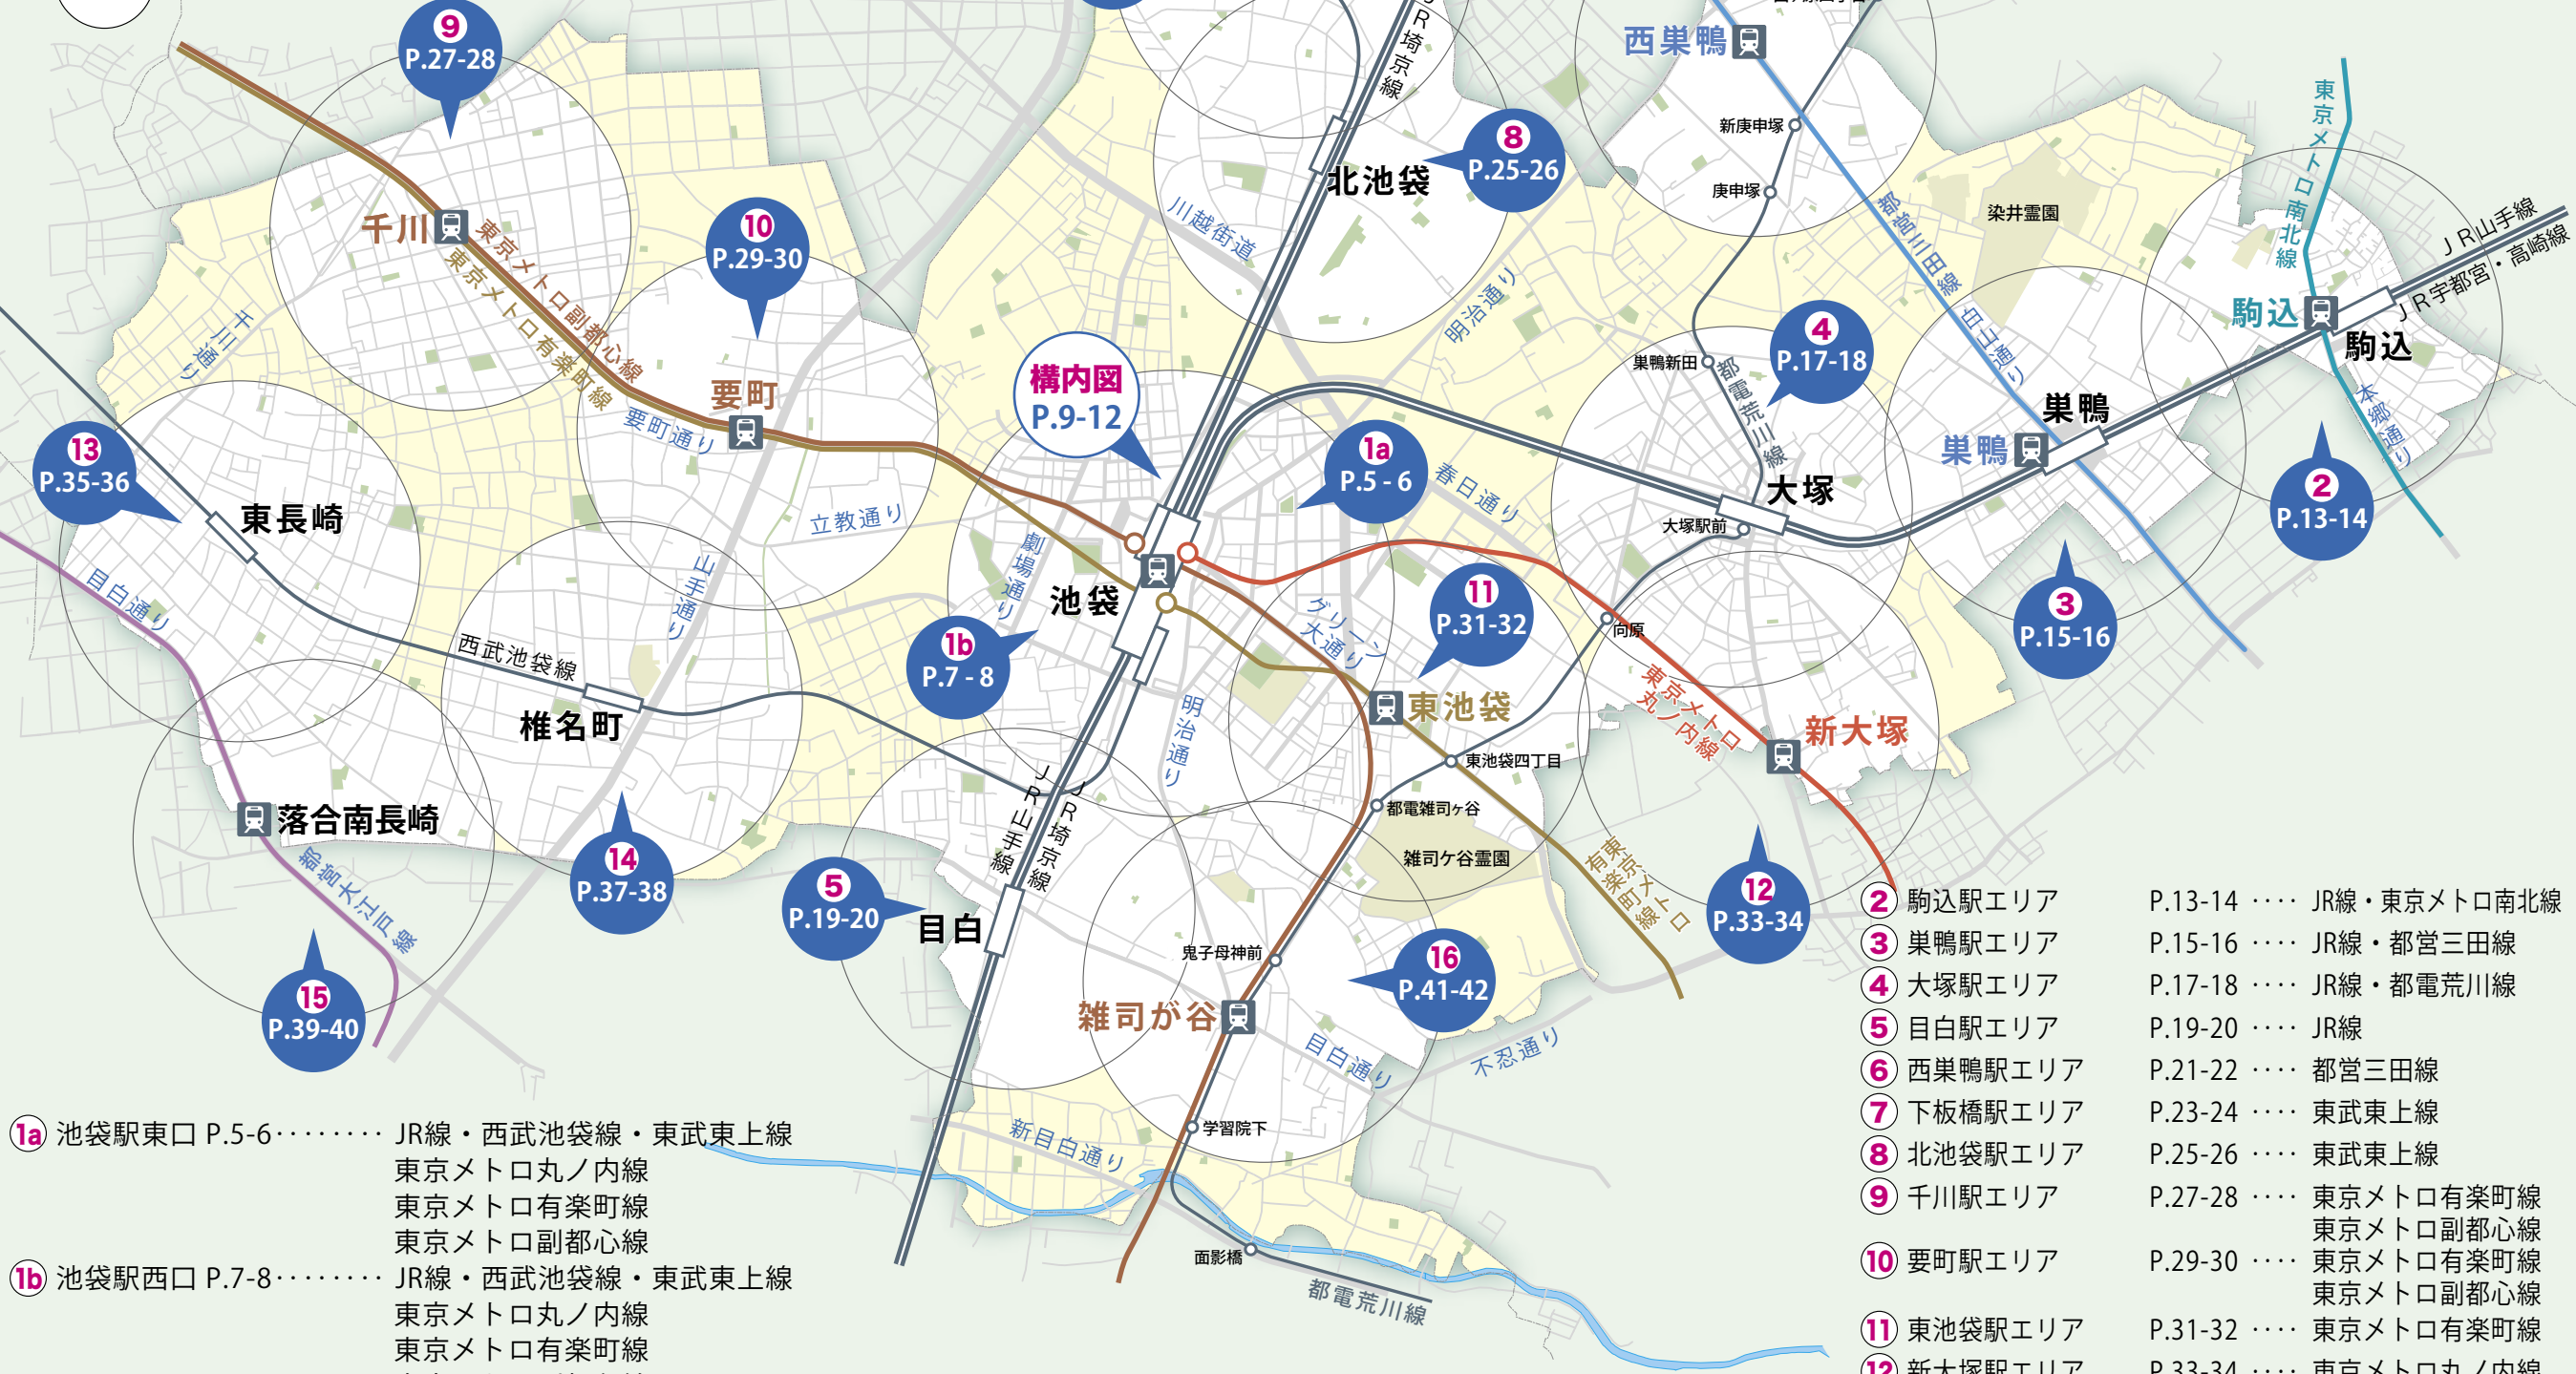 9
P.27-28
JR埼京線
西巣鴨
8
P.25-26
北池袋
新庚申塚
庚申塚
都営三田線
染井霊園
東京メトロ南北線
JR山手線
JR宇都宮・高崎線
千川
東京メトロ副都心線
東京メトロ有楽町線
10
P.29-30
川越街道
明治通り
白山通り
駒込
駒込
千川通り
要町
要町通り
構内図
P.9-12
巣鴨新田
都電荒川線
4
P.17-18
巣鴨
巣鴨
本郷通り
13
P.35-36
東長崎
1a
P.5 - 6
春日通り
大塚
大塚駅前
2
P.13-14
立教通り
劇場通り
山手通り
目白通り
池袋
グリーン大通り
11
P.31-32
向原
3
P.15-16
1b
P.7 - 8
西武池袋線
椎名町
明治通り
東池袋
東京メトロ
丸ノ内線
新大塚
東池袋四丁目
都電雑司ヶ谷
雑司ケ谷霊園
東京メトロ
有楽町線
落合南長崎
都営大江戸線
14
P.37-38
JR山手線
JR埼京線
5
P.19-20
目白
12
P.33-34
鬼子母神前
16
P.41-42
15
P.39-40
雑司が谷
目白通り
不忍通り
学習院下
新目白通り
面影橋
都電荒川線
1a 池袋駅東口 P.5-6········ JR線・西武池袋線・東武東上線
東京メトロ丸ノ内線
東京メトロ有楽町線
東京メトロ副都心線
1b 池袋駅西口 P.7-8········ JR線・西武池袋線・東武東上線
東京メトロ丸ノ内線
東京メトロ有楽町線
2 駒込駅エリア P.13-14 ···· JR線・東京メトロ南北線
3 巣鴨駅エリア P.15-16 ···· JR線・都営三田線
4 大塚駅エリア P.17-18 ···· JR線・都電荒川線
5 目白駅エリア P.19-20 ···· JR線
6 西巣鴨駅エリア P.21-22 ···· 都営三田線
7 下板橋駅エリア P.23-24 ···· 東武東上線
8 北池袋駅エリア P.25-26 ···· 東武東上線
9 千川駅エリア P.27-28 ···· 東京メトロ有楽町線
東京メトロ副都心線
10 要町駅エリア P.29-30 ···· 東京メトロ有楽町線
東京メトロ副都心線
11 東池袋駅エリア P.31-32 ···· 東京メトロ有楽町線
12 新大塚駅エリア P.33-34 ···· 東京メトロ丸ノ内線